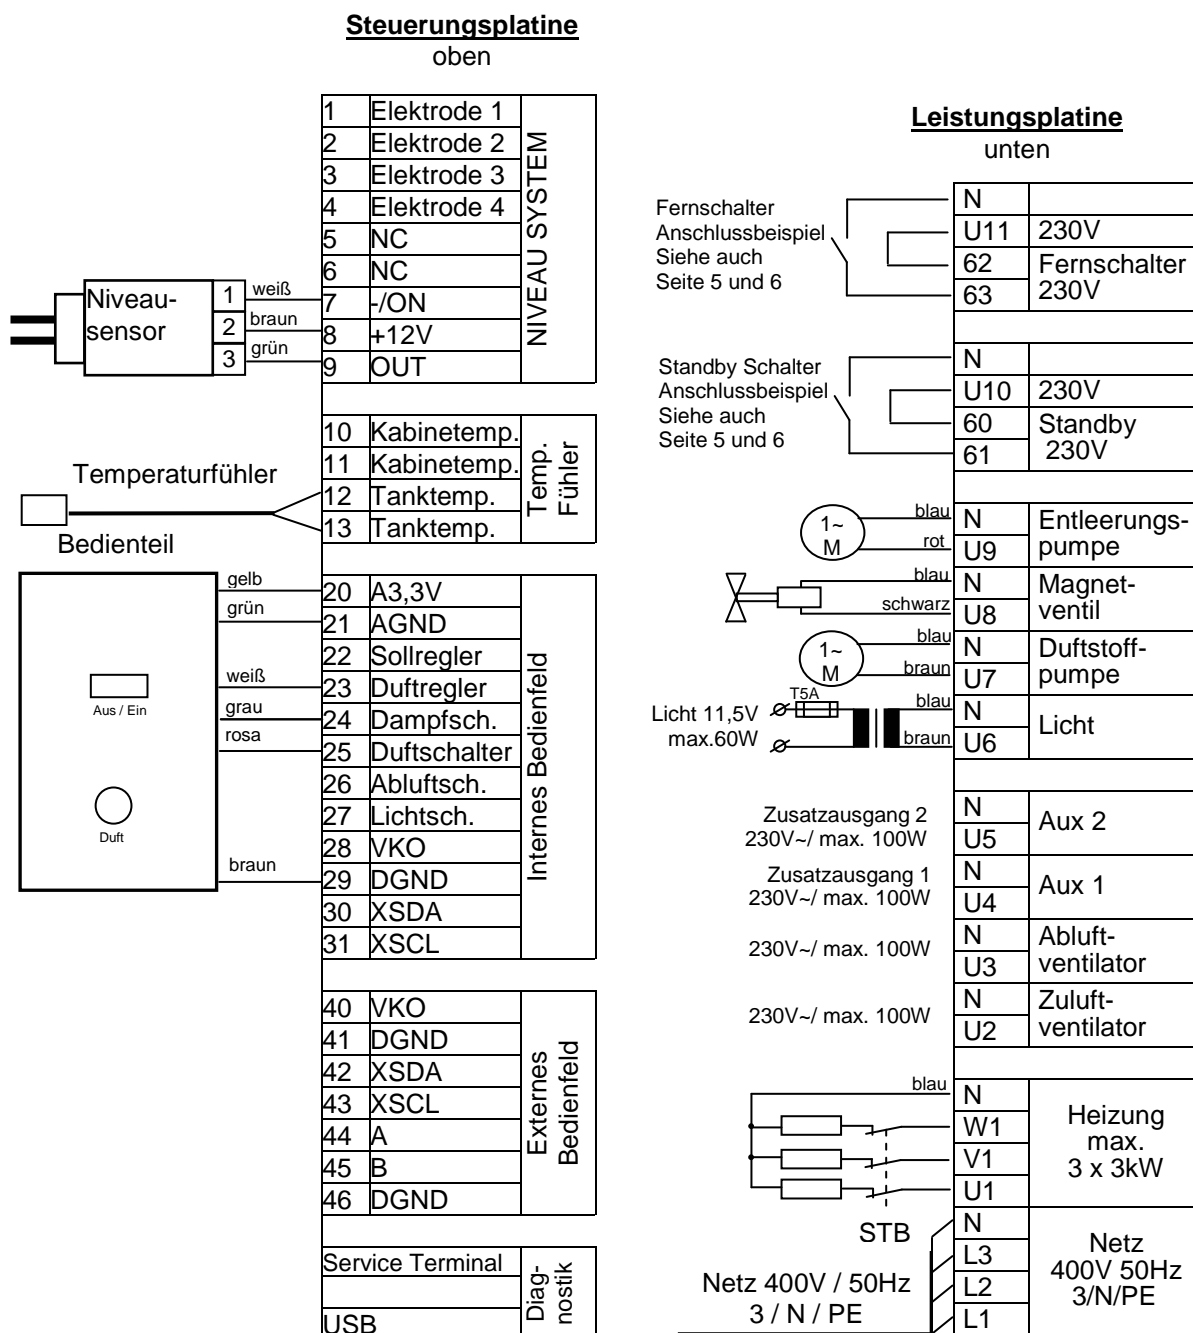 Steuerungsplatine
oben
1 Elektrode 1
2 Elektrode 2
3 Elektrode 3
4 Elektrode 4
5 NC
6 NC
7 -/ON
8 +12V
9 OUT
NIVEAU SYSTEM
Niveau-
sensor
1 weiß
2 braun
3 grün
10 Kabinetemp.
11 Kabinetemp.
12 Tanktemp.
13 Tanktemp.
Temp.
Fühler
Temperaturfühler
Bedienteil
gelb
grün
weiß
grau
rosa
braun
Aus / Ein
Duft
20 A3,3V
21 AGND
22 Sollregler
23 Duftregler
24 Dampfsch.
25 Duftschalter
26 Abluftsch.
27 Lichtsch.
28 VKO
29 DGND
30 XSDA
31 XSCL
Internes Bedienfeld
40 VKO
41 DGND
42 XSDA
43 XSCL
44 A
45 B
46 DGND
Externes
Bedienfeld
Service Terminal
USB
Diag-
nostik
Leistungsplatine
unten
Fernschalter
Anschlussbeispiel
Siehe auch
Seite 5 und 6
N
U11 230V
62 Fernschalter
63 230V
Standby Schalter
Anschlussbeispiel
Siehe auch
Seite 5 und 6
N
U10 230V
60 Standby
61 230V
1~
M
blau N Entleerungs-
rot U9 pumpe
blau N Magnet-
schwarz U8 ventil
1~
M
blau N Duftstoff-
braun U7 pumpe
T5A
Licht 11,5V
max.60W
blau N Licht
braun U6
Zusatzausgang 2
230V~/ max. 100W
N Aux 2
U5
Zusatzausgang 1
230V~/ max. 100W
N Aux 1
U4
230V~/ max. 100W
N Abluft-
U3 ventilator
230V~/ max. 100W
N Zuluft-
U2 ventilator
blau N
W1
V1
U1
Heizung
max.
3 x 3kW
STB
Netz 400V / 50Hz
3 / N / PE
N
L3
L2
L1
Netz
400V 50Hz
3/N/PE